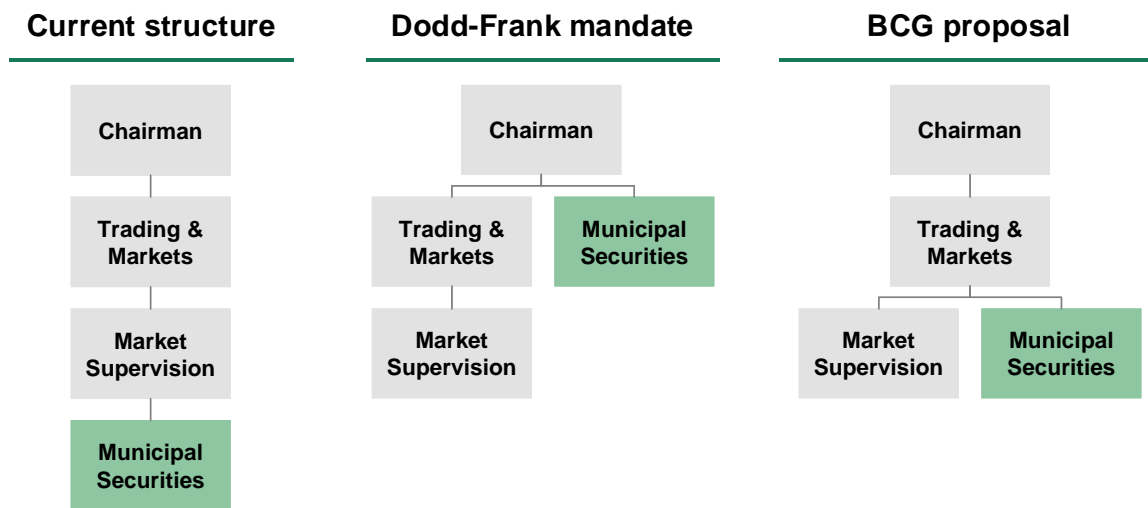 Current structure
Chairman
Trading &
Markets
Market
Supervision
Municipal
Securities
Dodd-Frank mandate
Chairman
Trading &
Markets
Municipal
Securities
Market
Supervision
BCG proposal
Chairman
Trading &
Markets
Market
Supervision
Municipal
Securities